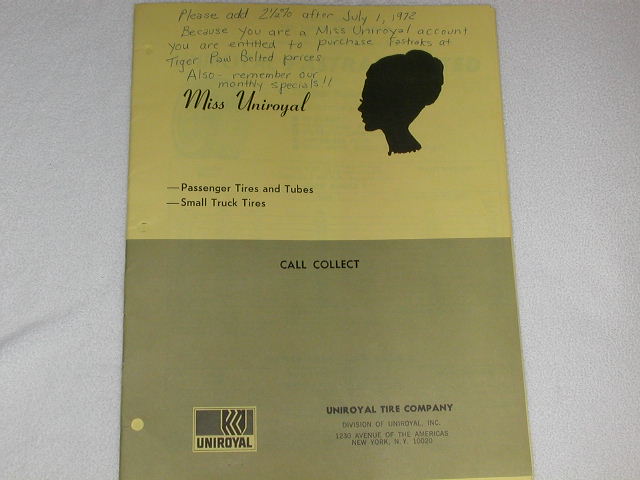 Please add 2½% after July 1, 1972
Because you are a Miss Uniroyal account
you are entitled to purchase Fastraks at
Tiger Paw Belted prices
Also - remember our
monthly specials!!
Miss Uniroyal
—Passenger Tires and Tubes
—Small Truck Tires
CALL COLLECT
UNIROYAL
UNIROYAL TIRE COMPANY
DIVISION OF UNIROYAL, INC.
1230 AVENUE OF THE AMERICAS
NEW YORK, N.Y. 10020